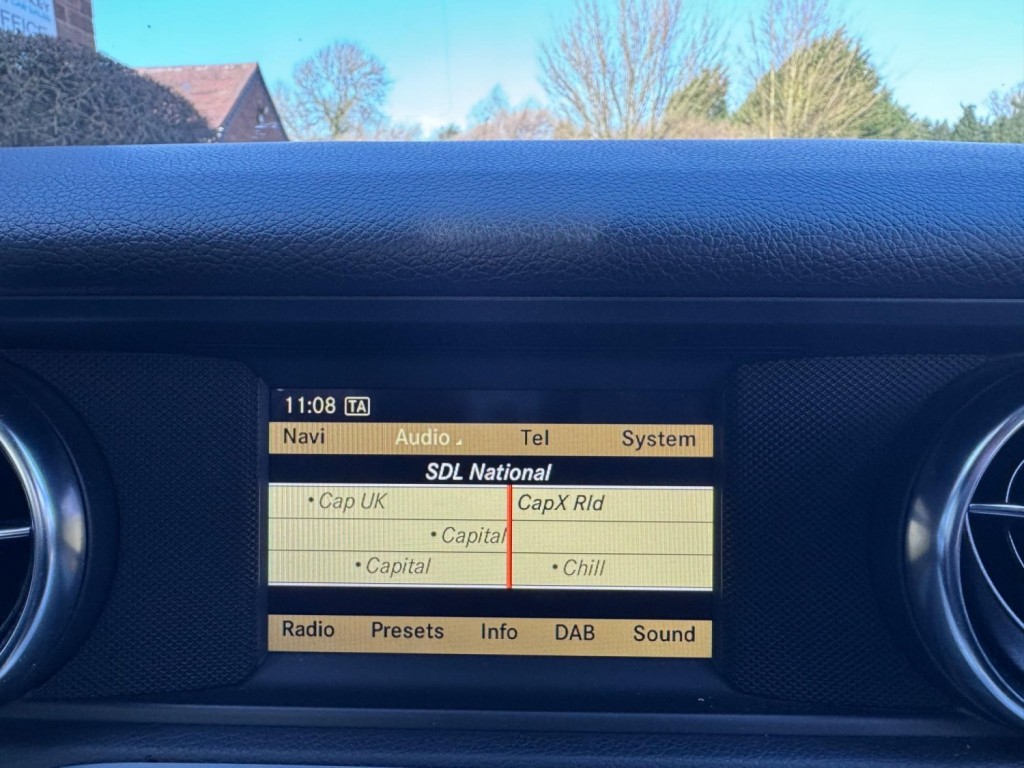 OFFICE
11:08 TA
Navi Audio Tel System
SDL National
• Cap UK CapX Rld
• Capital
• Capital • Chill
Radio Presets Info DAB Sound